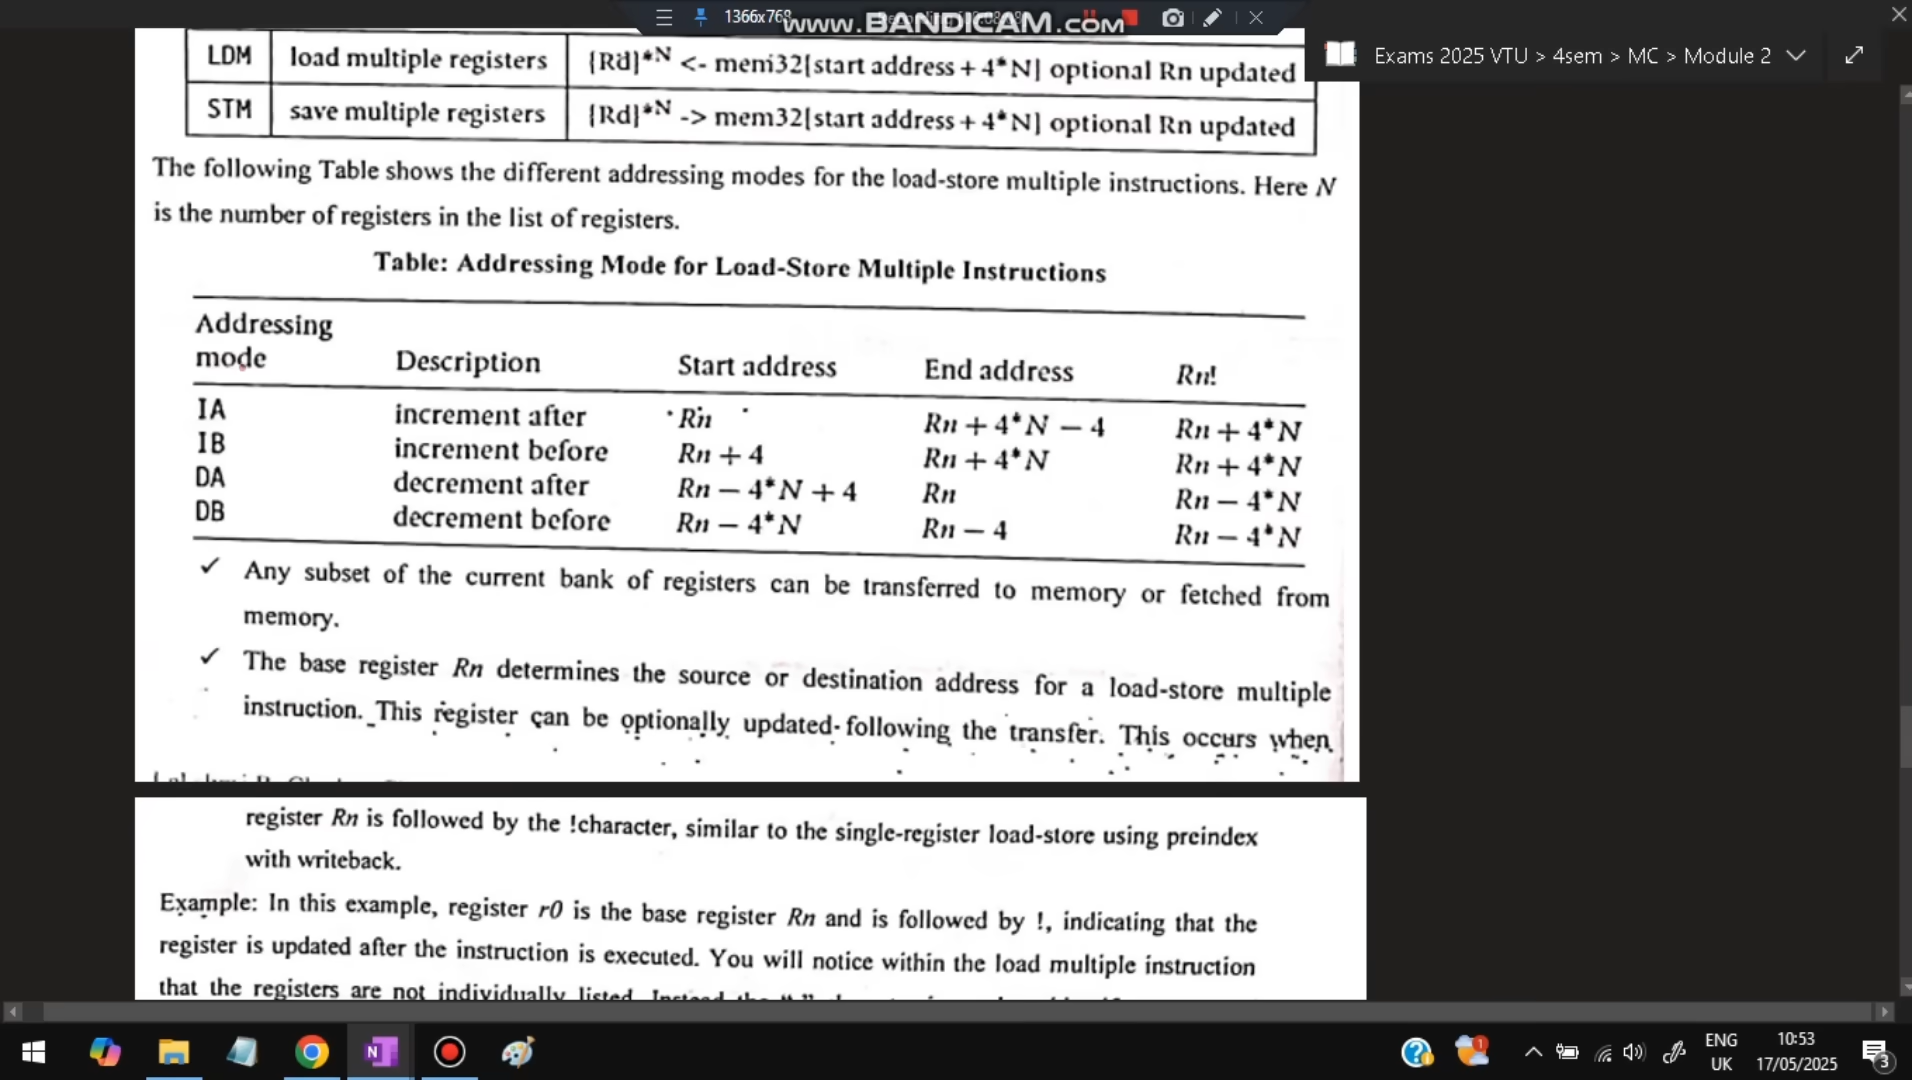 1366x768
www.BANDICAM.com
Exams 2025 VTU > 4sem > MC > Module 2
LDM load multiple registers {Rd}*N <- mem32[start address + 4*N] optional Rn updated
STM save multiple registers {Rd}*N -> mem32[start address + 4*N] optional Rn updated
The following Table shows the different addressing modes for the load-store multiple instructions. Here N
is the number of registers in the list of registers.
Table: Addressing Mode for Load-Store Multiple Instructions
Addressing
mode Description Start address End address Rn!
IA increment after Rn Rn + 4*N − 4 Rn + 4*N
IB increment before Rn + 4 Rn + 4*N Rn + 4*N
DA decrement after Rn − 4*N + 4 Rn Rn − 4*N
DB decrement before Rn − 4*N Rn − 4 Rn − 4*N
✓ Any subset of the current bank of registers can be transferred to memory or fetched from
memory.
✓ The base register Rn determines the source or destination address for a load-store multiple
instruction. This register can be optionally updated following the transfer. This occurs when
register Rn is followed by the !character, similar to the single-register load-store using preindex
with writeback.
Example: In this example, register r0 is the base register Rn and is followed by !, indicating that the
register is updated after the instruction is executed. You will notice within the load multiple instruction
that the registers are not individually listed.
ENG
UK
10:53
17/05/2025
3
1